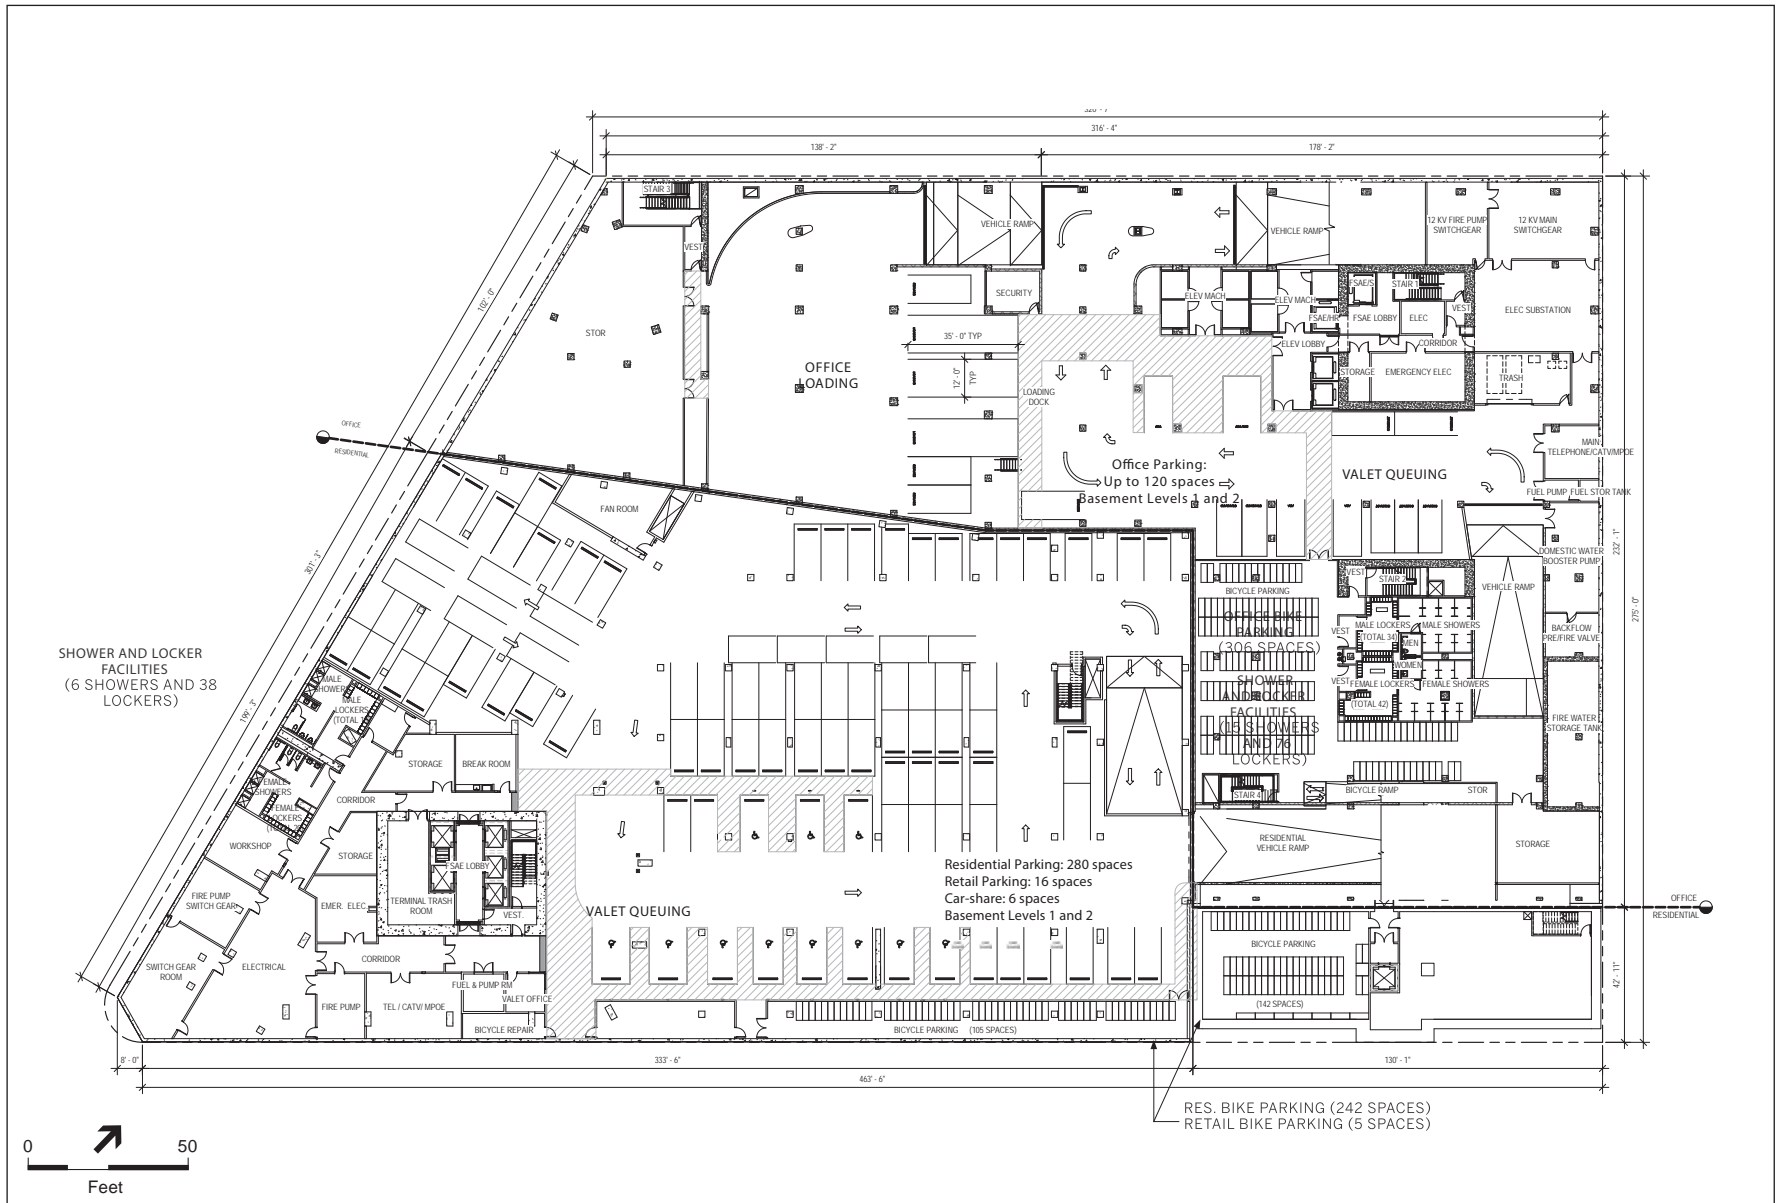 316' - 4"
138' - 2"
178' - 2"
STAIR 3
VEHICLE RAMP
VEHICLE RAMP
12 KV FIRE PUMP
SWITCHGEAR
12 KV MAIN
SWITCHGEAR
VEST
102' - 0"
SECURITY
ELEV MACH
ELEV MACH
FSAE/S
STAIR 1
FSAE/HR
FSAE LOBBY
ELEC
VEST
ELEC SUBSTATION
STOR
35' - 0" TYP
ELEV LOBBY
CORRIDOR
OFFICE
LOADING
12' - 0"
TYP
LOADING
DOCK
STORAGE
EMERGENCY ELEC
TRASH
OFFICE
RESIDENTIAL
MAIN
TELEPHONE/CATV/MPOE
Office Parking:
Up to 120 spaces
Basement Levels 1 and 2
VALET QUEUING
FUEL PUMP
FUEL STOR TANK
FAN ROOM
301' - 3"
232' - 1"
275' - 0"
DOMESTIC WATER
BOOSTER PUMP
VEST
STAIR 2
VEHICLE RAMP
BICYCLE PARKING
OFFICE BIKE
PARKING
(306 SPACES)
SHOWER
AND LOCKER
FACILITIES
(15 SHOWERS
AND 76
LOCKERS)
VEST
MALE LOCKERS
(TOTAL 34)
MALE SHOWERS
MEN
WOMEN
VEST
FEMALE LOCKERS
(TOTAL 42)
FEMALE SHOWERS
BACKFLOW
PRE/FIRE VALVE
FIRE WATER
STORAGE TANK
SHOWER AND LOCKER
FACILITIES
(6 SHOWERS AND 38
LOCKERS)
199' - 3"
MALE
SHOWERS
MALE
LOCKERS
STORAGE
BREAK ROOM
FEMALE
SHOWERS
FEMALE
LOCKERS
CORRIDOR
STAIR 4
BICYCLE RAMP
STOR
WORKSHOP
STORAGE
FSAE LOBBY
RESIDENTIAL
VEHICLE RAMP
STORAGE
Residential Parking: 280 spaces
Retail Parking: 16 spaces
Car-share: 6 spaces
Basement Levels 1 and 2
FIRE PUMP
SWITCH GEAR
EMER. ELEC.
TERMINAL TRASH
ROOM
VEST.
VALET QUEUING
OFFICE
RESIDENTIAL
SWITCH GEAR
ROOM
ELECTRICAL
CORRIDOR
BICYCLE PARKING
(142 SPACES)
42' - 11"
FIRE PUMP
TEL / CATV/ MPOE
FUEL & PUMP RM
VALET OFFICE
BICYCLE REPAIR
BICYCLE PARKING (105 SPACES)
8' - 0"
333' - 6"
130' - 1"
463' - 6"
RES. BIKE PARKING (242 SPACES)
RETAIL BIKE PARKING (5 SPACES)
0 50
Feet